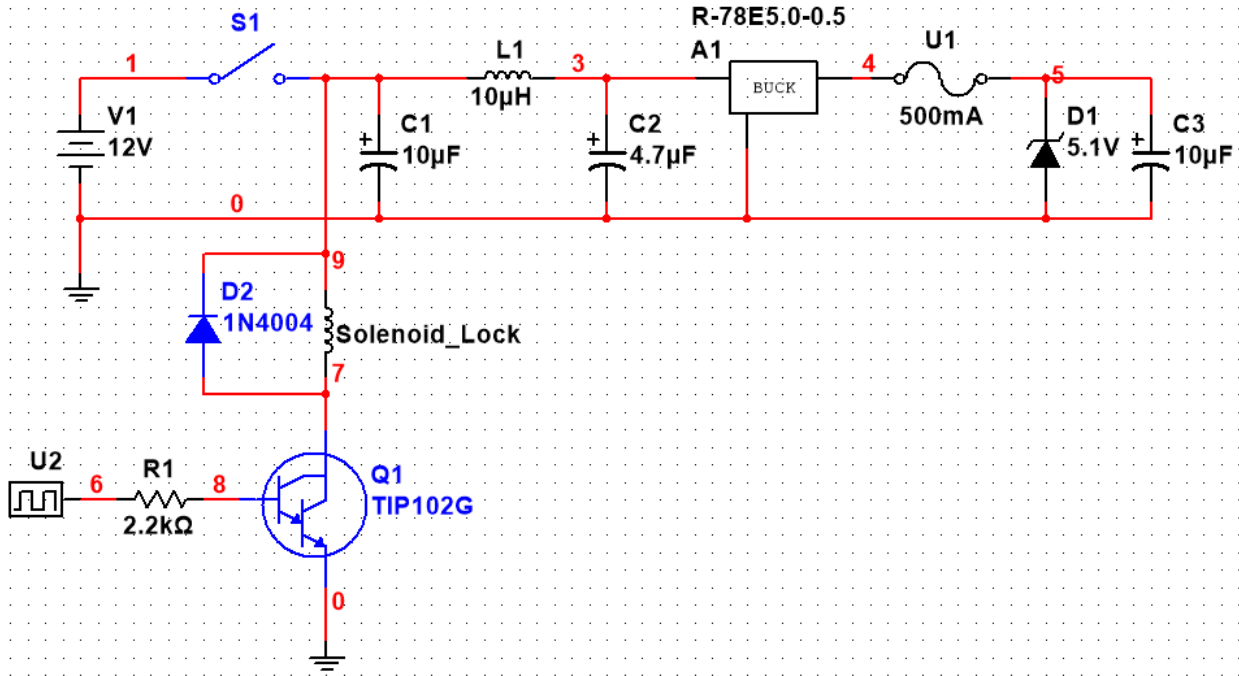 R-78E5.0-0.5
S1
L1
A1
U1
1
3
4
5
BUCK
10µH
500mA
V1
12V
C1
10µF
C2
4.7µF
D1
5.1V
C3
10µF
0
9
D2
1N4004
Solenoid_Lock
7
U2
6
R1
8
2.2kΩ
Q1
TIP102G
0